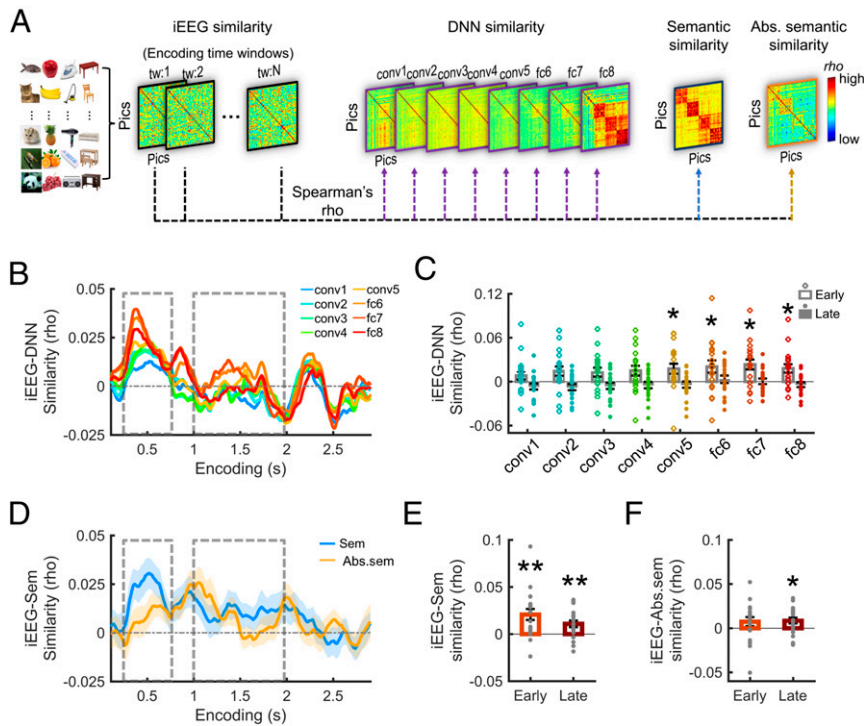 A
iEEG similarity
DNN similarity
Semantic
similarity
Abs. semantic
similarity
(Encoding time windows)
tw:1
tw:2
tw:N
conv1
conv2
conv3
conv4
conv5
fc6
fc7
fc8
rho
high
low
Pics
...
Pics
Pics
Pics
Pics
Pics
Spearman's
rho
B
iEEG-DNN
Similarity (rho)
0.05
0.025
0
-0.025
0.5
1
1.5
2
2.5
Encoding (s)
conv1
conv2
conv3
conv4
conv5
fc6
fc7
fc8
C
iEEG-DNN
Similarity (rho)
0.12
0.06
0
-0.06
* * * *
Early
Late
conv1
conv2
conv3
conv4
conv5
fc6
fc7
fc8
D
iEEG-Sem
Similarity (rho)
0.05
0.025
0
-0.025
0.5
1
1.5
2
2.5
Encoding (s)
Sem
Abs.sem
E
iEEG-Sem
similarity (rho)
0.1
0.05
0
-0.05
** **
Early Late
F
iEEG-Abs.sem
similarity (rho)
0.1
0.05
0
-0.05
*
Early Late